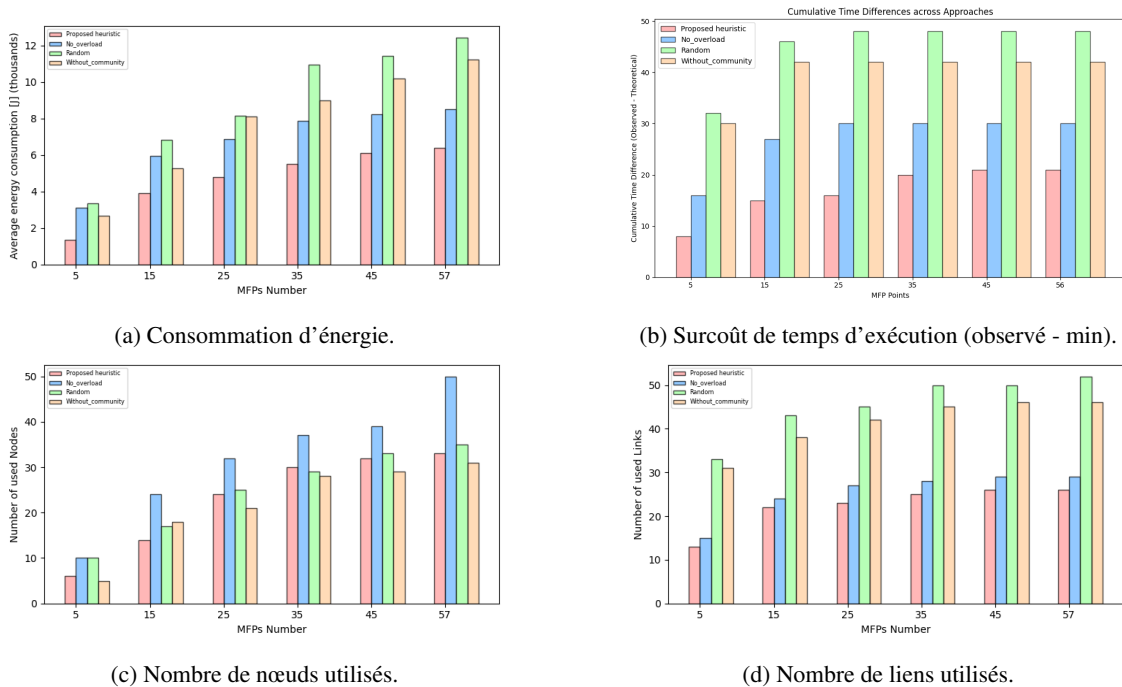 Average energy consumption [J] (thousands)
12
10
8
6
4
2
0
Proposed heuristic
No_overload
Random
Without_community
5 15 25 35 45 57
MFPs Number
(a) Consommation d'énergie.
Cumulative Time Differences across Approaches
Cumulative Time Difference (Observed - Theoretical)
50
40
30
20
10
0
Proposed heuristic
No_overload
Random
Without_community
5 15 25 35 45 56
MFP Points
(b) Surcoût de temps d'exécution (observé - min).
Number of used Nodes
50
40
30
20
10
0
Proposed heuristic
No_overload
Random
Without_community
5 15 25 35 45 57
MFPs Number
(c) Nombre de nœuds utilisés.
Number of used Links
50
40
30
20
10
0
Proposed heuristic
No_overload
Random
Without_community
5 15 25 35 45 57
MFPs Number
(d) Nombre de liens utilisés.